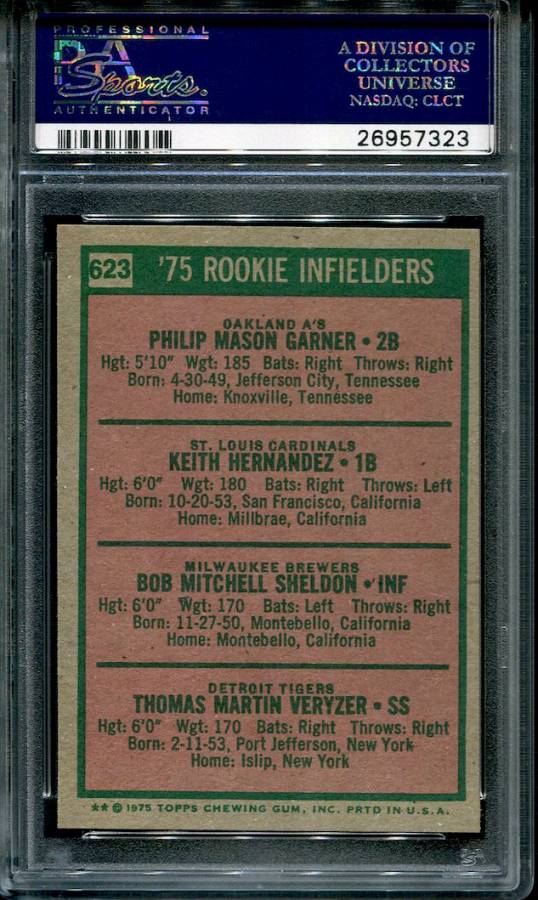 PROFESSIONAL
PSA
Sports.
AUTHENTICATOR
A DIVISION OF
COLLECTORS
UNIVERSE
NASDAQ: CLCT
26957323
623 '75 ROOKIE INFIELDERS
OAKLAND A'S
PHILIP MASON GARNER • 2B
Hgt: 5'10" Wgt: 185 Bats: Right Throws: Right
Born: 4-30-49, Jefferson City, Tennessee
Home: Knoxville, Tennessee
ST. LOUIS CARDINALS
KEITH HERNANDEZ • 1B
Hgt: 6'0" Wgt: 180 Bats: Right Throws: Left
Born: 10-20-53, San Francisco, California
Home: Millbrae, California
MILWAUKEE BREWERS
BOB MITCHELL SHELDON • INF
Hgt: 6'0" Wgt: 170 Bats: Left Throws: Right
Born: 11-27-50, Montebello, California
Home: Montebello, California
DETROIT TIGERS
THOMAS MARTIN VERYZER • SS
Hgt: 6'0" Wgt: 170 Bats: Right Throws: Right
Born: 2-11-53, Port Jefferson, New York
Home: Islip, New York
** © 1975 TOPPS CHEWING GUM, INC. PRTD IN U.S.A.